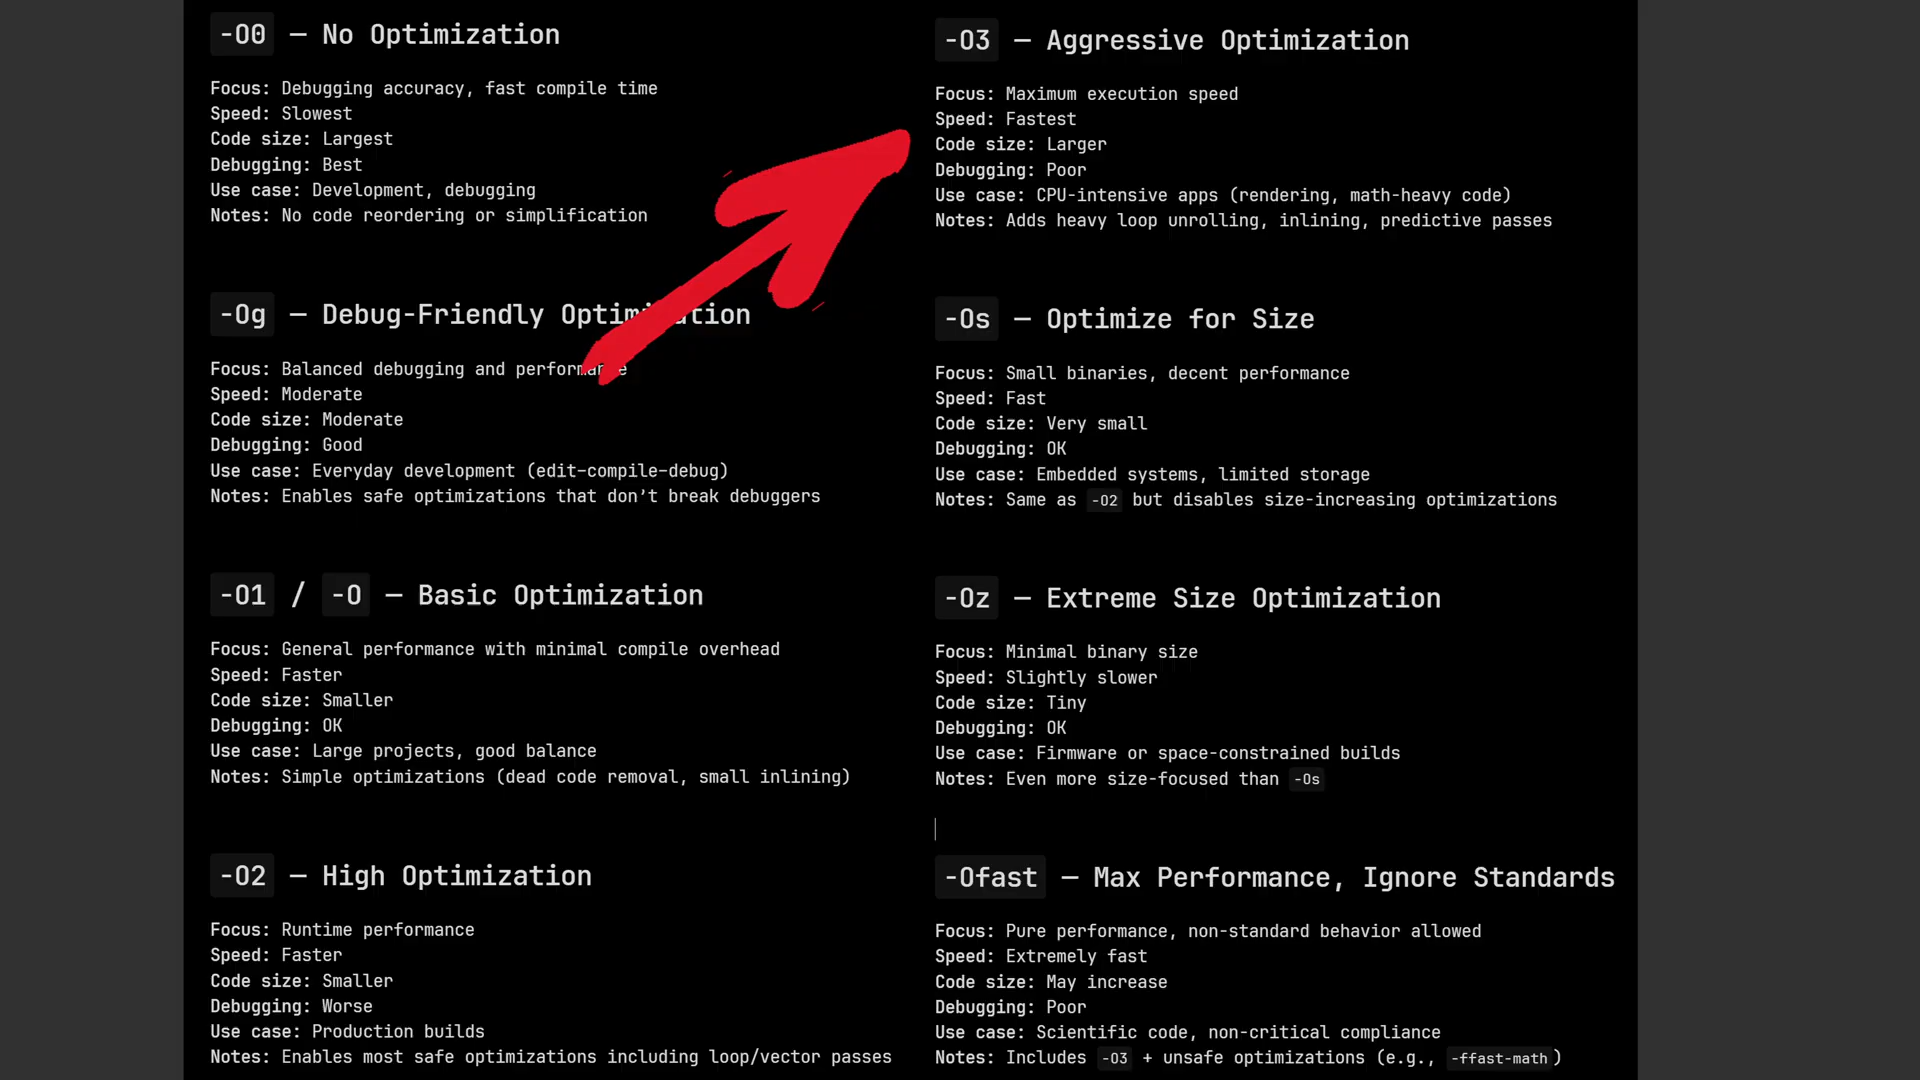 -O0 — No Optimization
Focus: Debugging accuracy, fast compile time
Speed: Slowest
Code size: Largest
Debugging: Best
Use case: Development, debugging
Notes: No code reordering or simplification
-Og — Debug-Friendly Optimization
Focus: Balanced debugging and performance
Speed: Moderate
Code size: Moderate
Debugging: Good
Use case: Everyday development (edit-compile-debug)
Notes: Enables safe optimizations that don't break debuggers
-O1 / -O — Basic Optimization
Focus: General performance with minimal compile overhead
Speed: Faster
Code size: Smaller
Debugging: OK
Use case: Large projects, good balance
Notes: Simple optimizations (dead code removal, small inlining)
-O2 — High Optimization
Focus: Runtime performance
Speed: Faster
Code size: Smaller
Debugging: Worse
Use case: Production builds
Notes: Enables most safe optimizations including loop/vector passes
-O3 — Aggressive Optimization
Focus: Maximum execution speed
Speed: Fastest
Code size: Larger
Debugging: Poor
Use case: CPU-intensive apps (rendering, math-heavy code)
Notes: Adds heavy loop unrolling, inlining, predictive passes
-Os — Optimize for Size
Focus: Small binaries, decent performance
Speed: Fast
Code size: Very small
Debugging: OK
Use case: Embedded systems, limited storage
Notes: Same as -O2 but disables size-increasing optimizations
-Oz — Extreme Size Optimization
Focus: Minimal binary size
Speed: Slightly slower
Code size: Tiny
Debugging: OK
Use case: Firmware or space-constrained builds
Notes: Even more size-focused than -Os
-Ofast — Max Performance, Ignore Standards
Focus: Pure performance, non-standard behavior allowed
Speed: Extremely fast
Code size: May increase
Debugging: Poor
Use case: Scientific code, non-critical compliance
Notes: Includes -O3 + unsafe optimizations (e.g., -ffast-math)